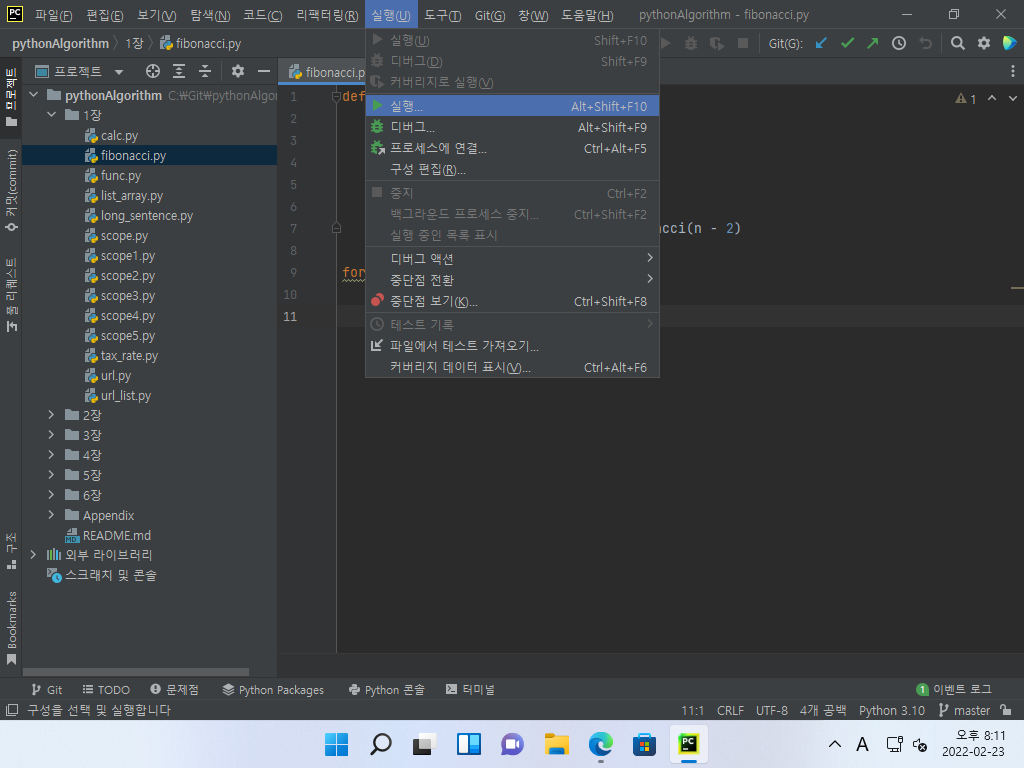 파일(F) 편집(E) 보기(V) 탐색(N) 코드(C) 리팩터링(R) 실행(U) 도구(T) Git(G) 창(W) 도움말(H) pythonAlgorithm - fibonacci.py
pythonAlgorithm 1장 fibonacci.py Git(G):
프로젝트
fibonacci.p
프로젝트
커밋(commit)
풀 리퀘스트
구조
Bookmarks
pythonAlgorithm C:₩Git₩pythonAlgor
1장
calc.py
fibonacci.py
func.py
list_array.py
long_sentence.py
scope.py
scope1.py
scope2.py
scope3.py
scope4.py
scope5.py
tax_rate.py
url.py
url_list.py
2장
3장
4장
5장
6장
Appendix
README.md
외부 라이브러리
스크래치 및 콘솔
1 def
2
3
4
5
6
7 acci(n - 2)
8
9 for
10
11
1
실행(U) Shift+F10
디버그(D) Shift+F9
커버리지로 실행(V)
실행... Alt+Shift+F10
디버그... Alt+Shift+F9
프로세스에 연결... Ctrl+Alt+F5
구성 편집(R)...
중지 Ctrl+F2
백그라운드 프로세스 중지... Ctrl+Shift+F2
실행 중인 목록 표시
디버그 액션
중단점 전환
중단점 보기(K)... Ctrl+Shift+F8
테스트 기록
파일에서 테스트 가져오기...
커버리지 데이터 표시(V)... Ctrl+Alt+F6
Git TODO 문제점 Python Packages Python 콘솔 터미널 1 이벤트 로그
구성을 선택 및 실행합니다 11:1 CRLF UTF-8 4개 공백 Python 3.10 master
A 오후 8:11
2022-02-23